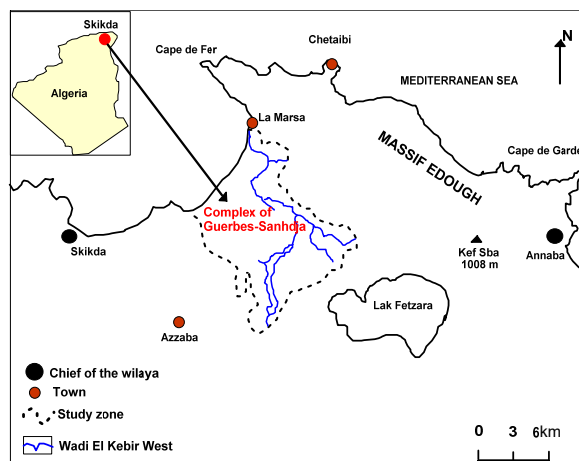 Skikda
Algeria
Cape de Fer
Chetaibi
N
MEDITERRANEAN SEA
La Marsa
MASSIF EDOUGH
Cape de Garde
Complex of
Guerbes-Sanhdja
Skikda
Kef Sba
1008 m
Annaba
Lak Fetzara
Azzaba
Chief of the wilaya
Town
Study zone
Wadi El Kebir West
0 3 6km